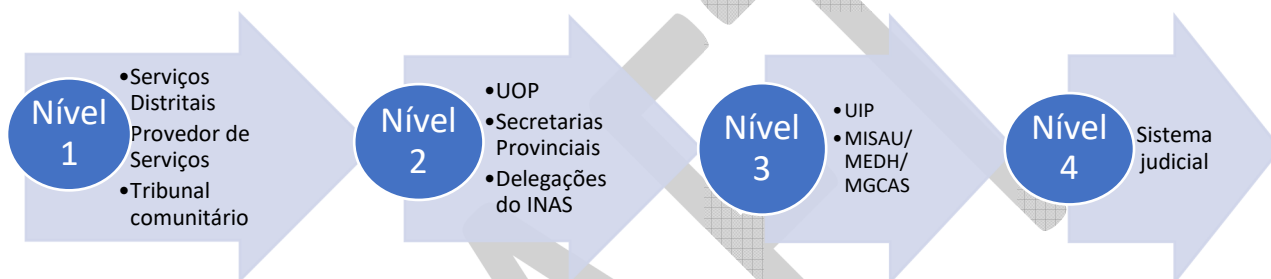 Nível
1
•Serviços
Distritais
Provedor de
Serviços
•Tribunal
comunitário
Nível
2
•UOP
•Secretarias
Provinciais
•Delegações
do INAS
Nível
3
•UIP
•MISAU/
MEDH/
MGCAS
Nível
4
Sistema
judicial